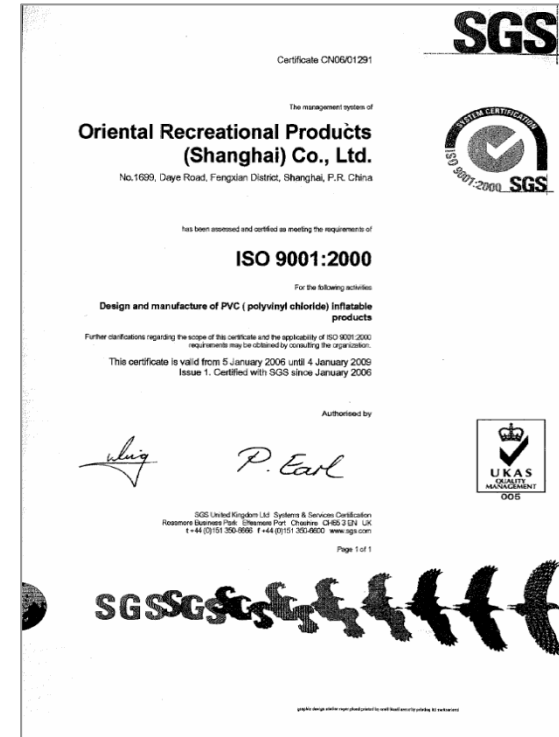 SGS
Certificate CN06/01291
The management system of
Oriental Recreational Products
(Shanghai) Co., Ltd.
No.1699, Daye Road, Fengxian District, Shanghai, P.R. China
SYSTEM CERTIFICATION
ISO 9001:2000
SGS
has been assessed and certified as meeting the requirements of
ISO 9001:2000
For the following activities
Design and manufacture of PVC ( polyvinyl chloride) inflatable
products
Further clarifications regarding the scope of this certificate and the applicability of ISO 9001:2000
requirements may be obtained by consulting the organization.
This certificate is valid from 5 January 2006 until 4 January 2009
Issue 1. Certified with SGS since January 2006
Authorised by
P. Earl
UKAS
QUALITY
MANAGEMENT
005
SGS United Kingdom Ltd Systems & Services Certification
Rossmore Business Park Ellesmere Port Cheshire CH65 3EN UK
t +44 (0)151 350-6666 f +44 (0)151 350-6600 www.sgs.com
Page 1 of 1
SGSSGSSGS